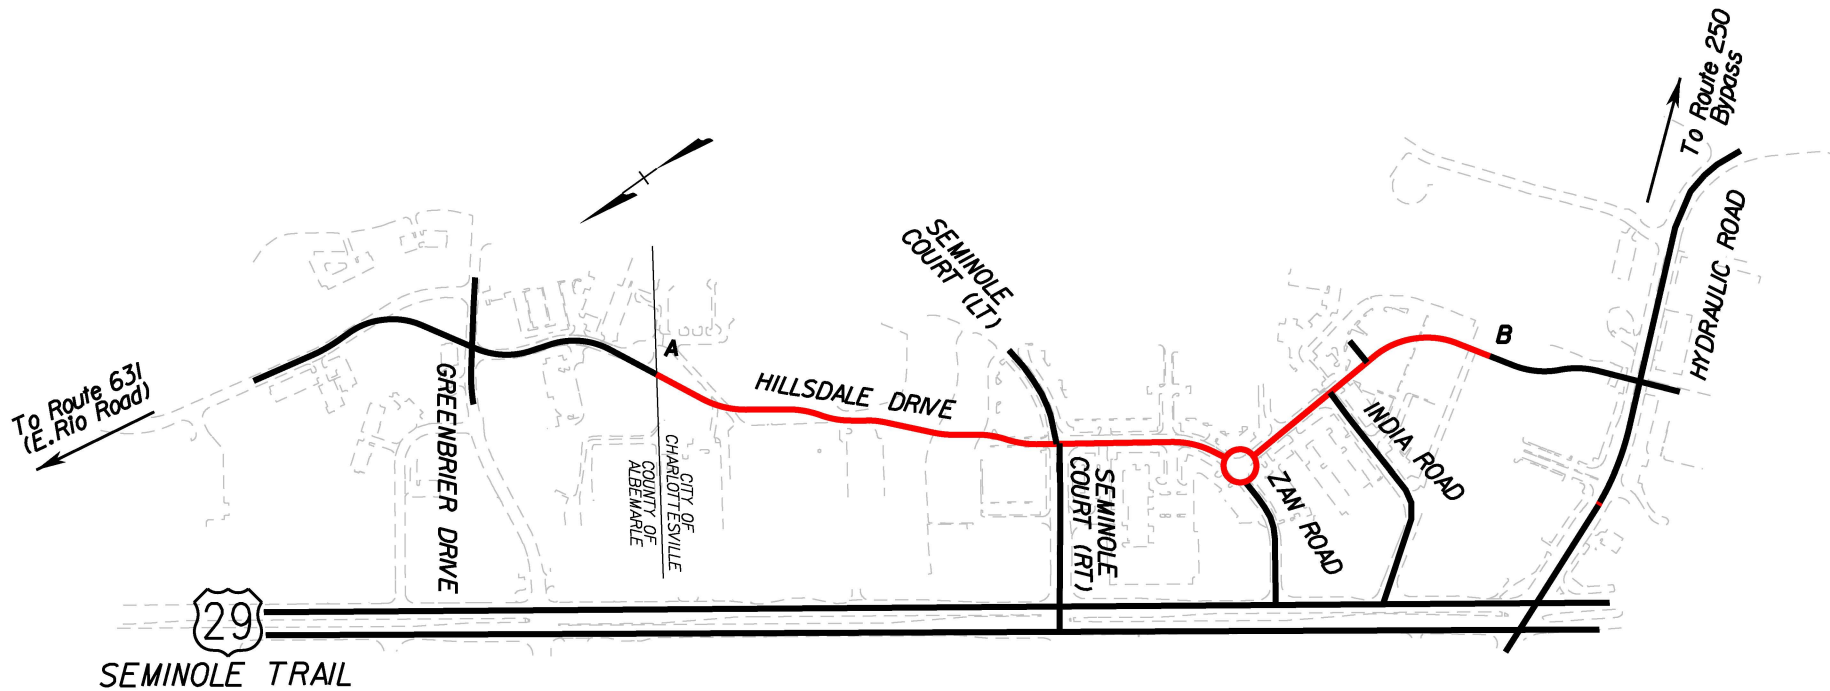 To Route 250
Bypass
HYDRAULIC ROAD
SEMINOLE
COURT (LT)
A
B
To Route 631
(E.Rio Road)
GREENBRIER DRIVE
HILLSDALE DRIVE
CITY OF
CHARLOTTESVILLE
COUNTY OF
ALBEMARLE
SEMINOLE
COURT (RT)
ZAN ROAD
INDIA ROAD
29
SEMINOLE TRAIL